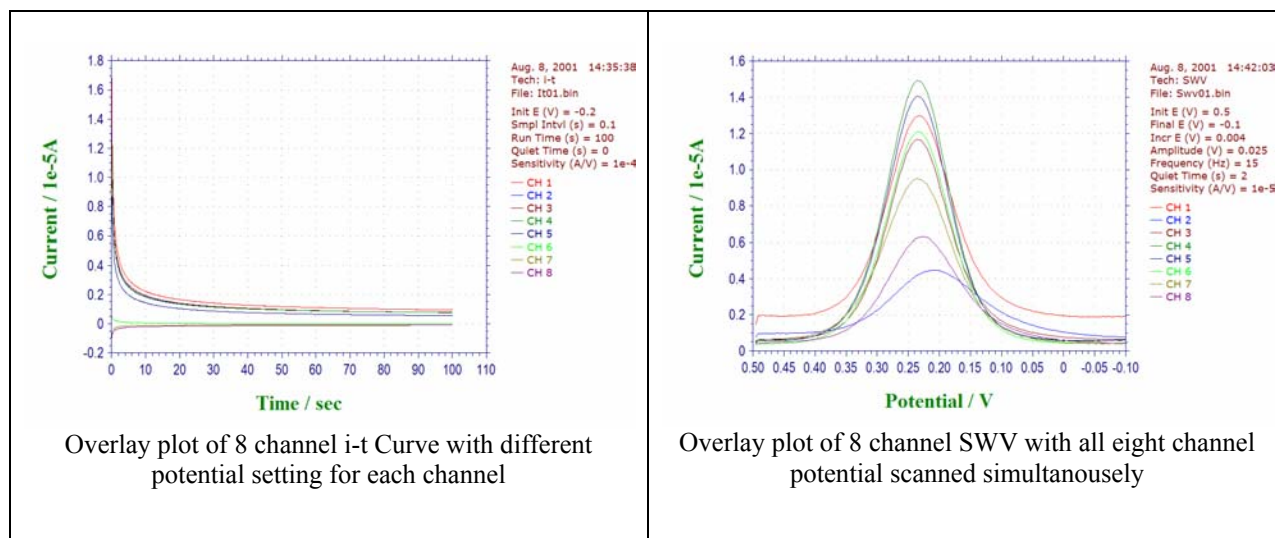 1.8
1.6
1.4
1.2
1.0
0.8
0.6
0.4
0.2
0
-0.2
Current / 1e-5A
0 10 20 30 40 50 60 70 80 90 100 110
Time / sec
Aug. 8, 2001 14:35:38
Tech: i-t
File: It01.bin
Init E (V) = -0.2
Smpl Intvl (s) = 0.1
Run Time (s) = 100
Quiet Time (s) = 0
Sensitivity (A/V) = 1e-4
CH 1
CH 2
CH 3
CH 4
CH 5
CH 6
CH 7
CH 8
Overlay plot of 8 channel i-t Curve with different
potential setting for each channel
1.6
1.4
1.2
1.0
0.8
0.6
0.4
0.2
0
Current / 1e-5A
0.50 0.45 0.40 0.35 0.30 0.25 0.20 0.15 0.10 0.05 0 -0.05 -0.10
Potential / V
Aug. 8, 2001 14:42:03
Tech: SWV
File: Swv01.bin
Init E (V) = 0.5
Final E (V) = -0.1
Incr E (V) = 0.004
Amplitude (V) = 0.025
Frequency (Hz) = 15
Quiet Time (s) = 2
Sensitivity (A/V) = 1e-5
CH 1
CH 2
CH 3
CH 4
CH 5
CH 6
CH 7
CH 8
Overlay plot of 8 channel SWV with all eight channel
potential scanned simultanousely